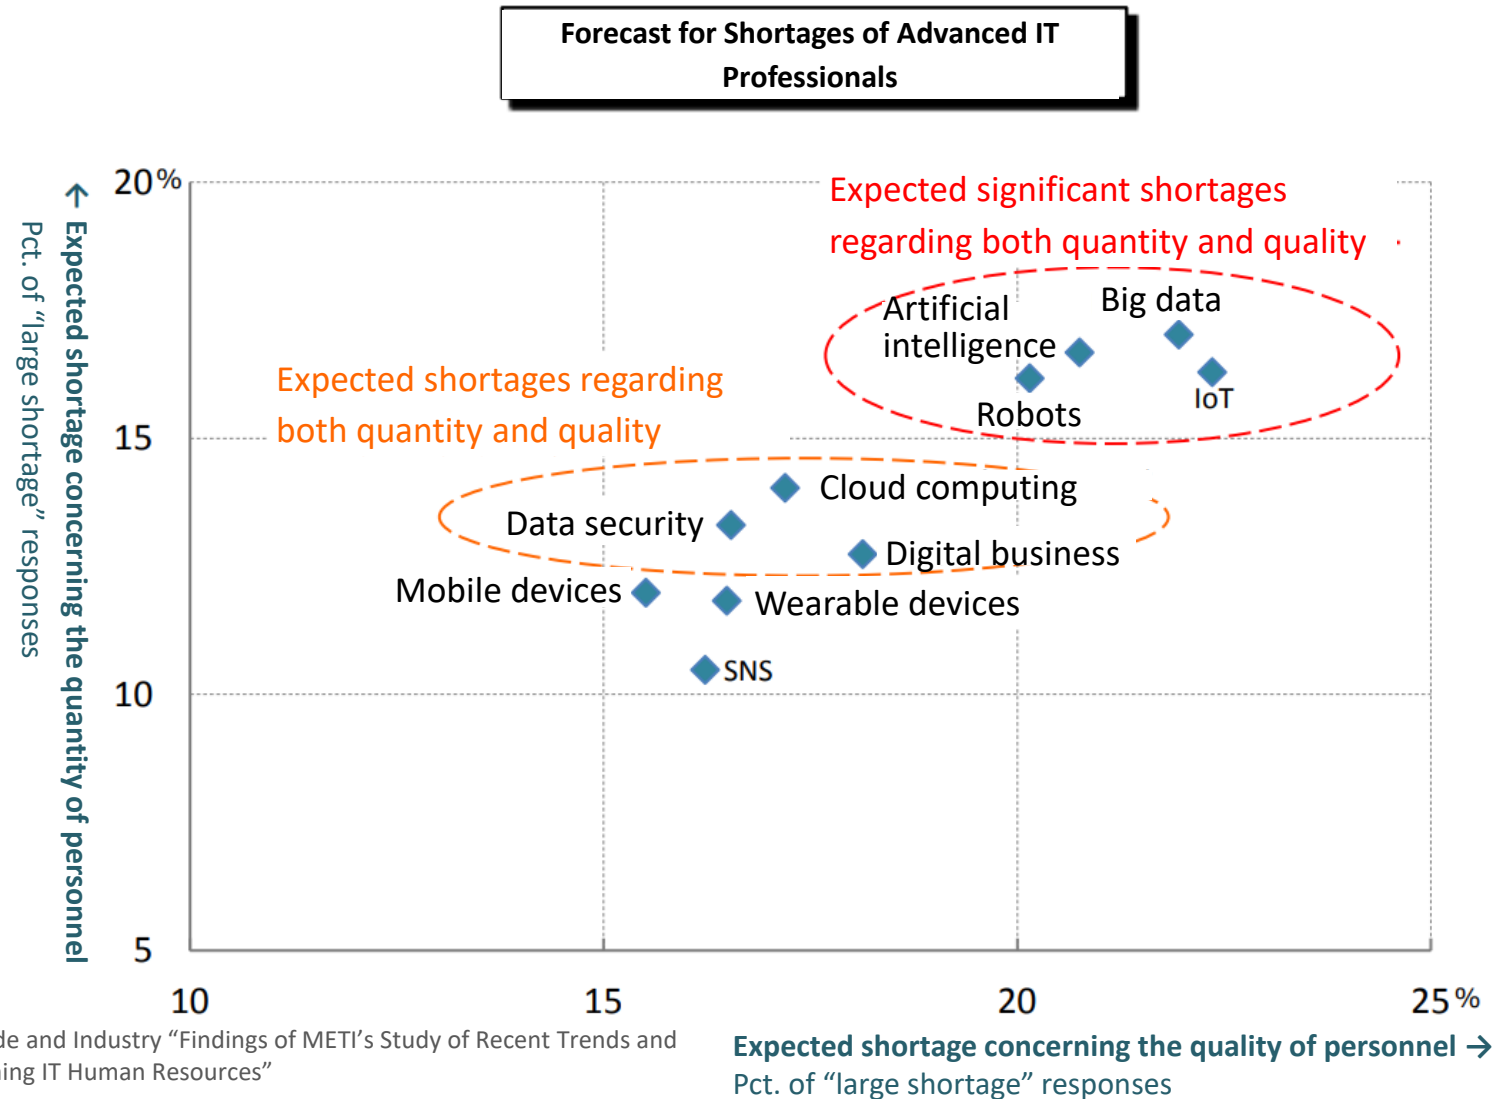 Forecast for Shortages of Advanced IT
Professionals
20%
Expected significant shortages
regarding both quantity and quality
Artificial
intelligence
Big data
IoT
Robots
Expected shortages regarding
both quantity and quality
15
Cloud computing
Data security
Digital business
Mobile devices
Wearable devices
SNS
10
5
← Expected shortage concerning the quantity of personnel
Pct. of “large shortage” responses
10
15
20
25%
de and Industry “Findings of METI’s Study of Recent Trends and
ing IT Human Resources”
Expected shortage concerning the quality of personnel →
Pct. of “large shortage” responses